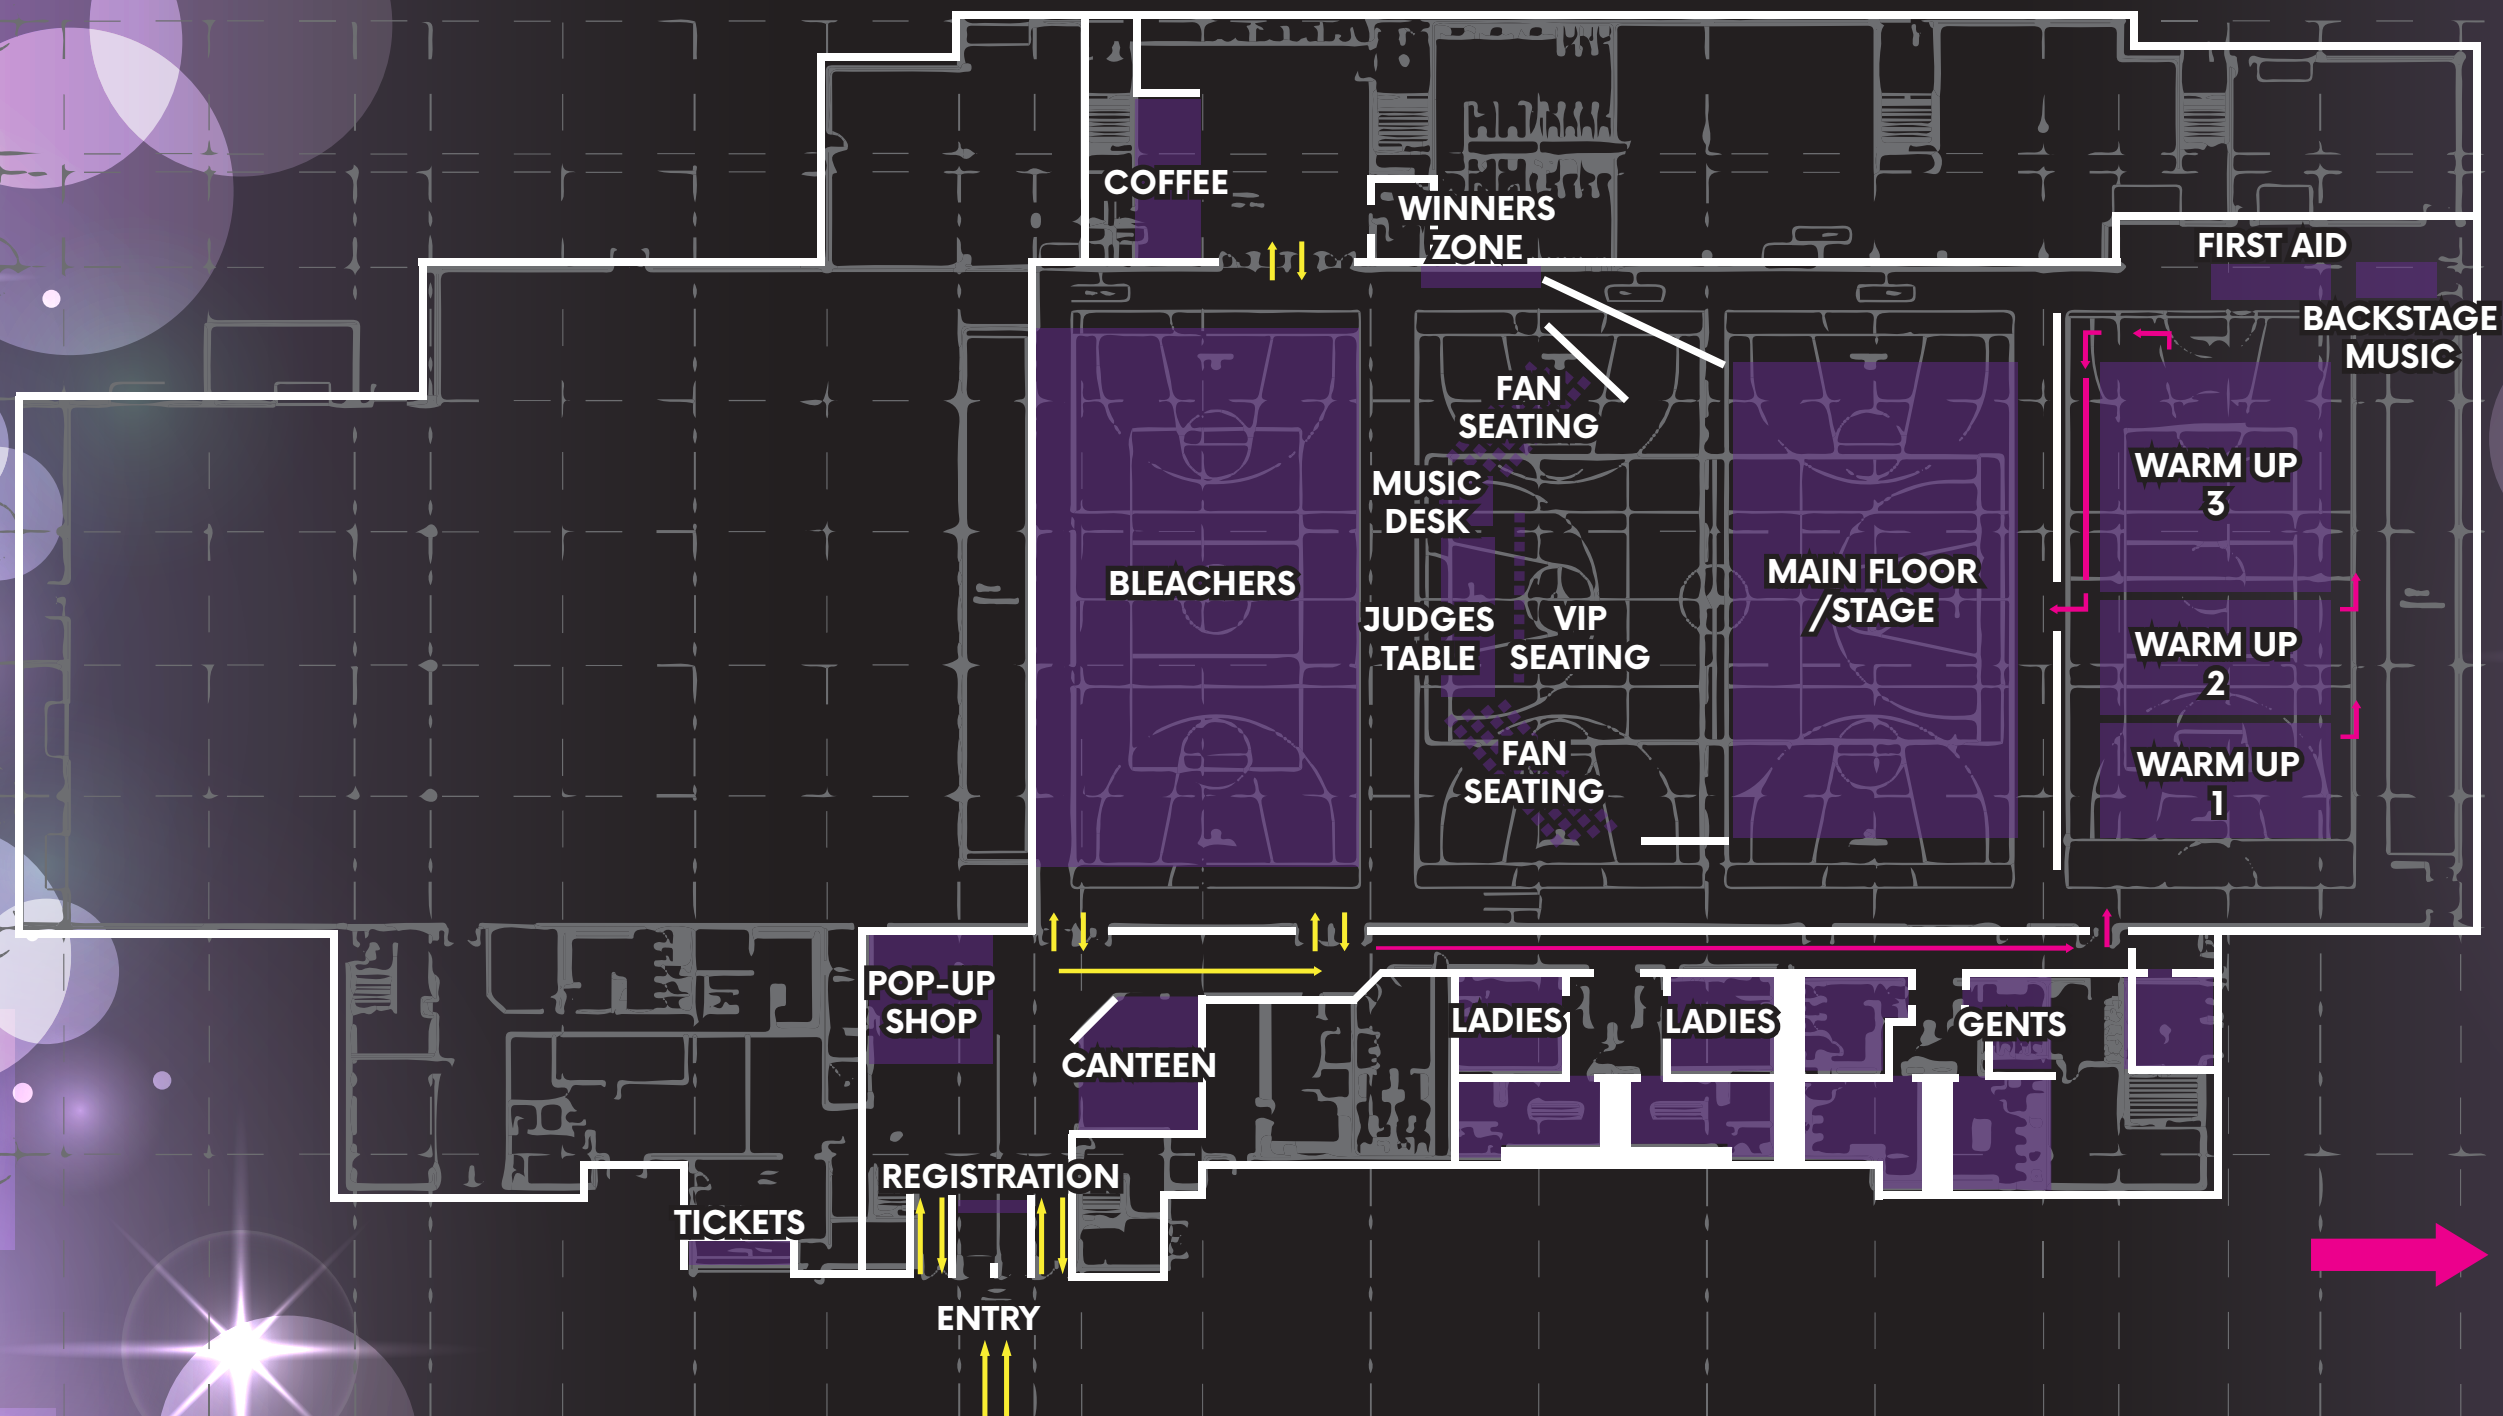 COFFEE
WINNERS
ZONE
FIRST AID
BACKSTAGE
MUSIC
FAN
SEATING
MUSIC
DESK
WARM UP
3
BLEACHERS
MAIN FLOOR
/STAGE
JUDGES
TABLE
VIP
SEATING
WARM UP
2
FAN
SEATING
WARM UP
1
POP-UP
SHOP
CANTEEN
LADIES
LADIES
GENTS
REGISTRATION
TICKETS
ENTRY